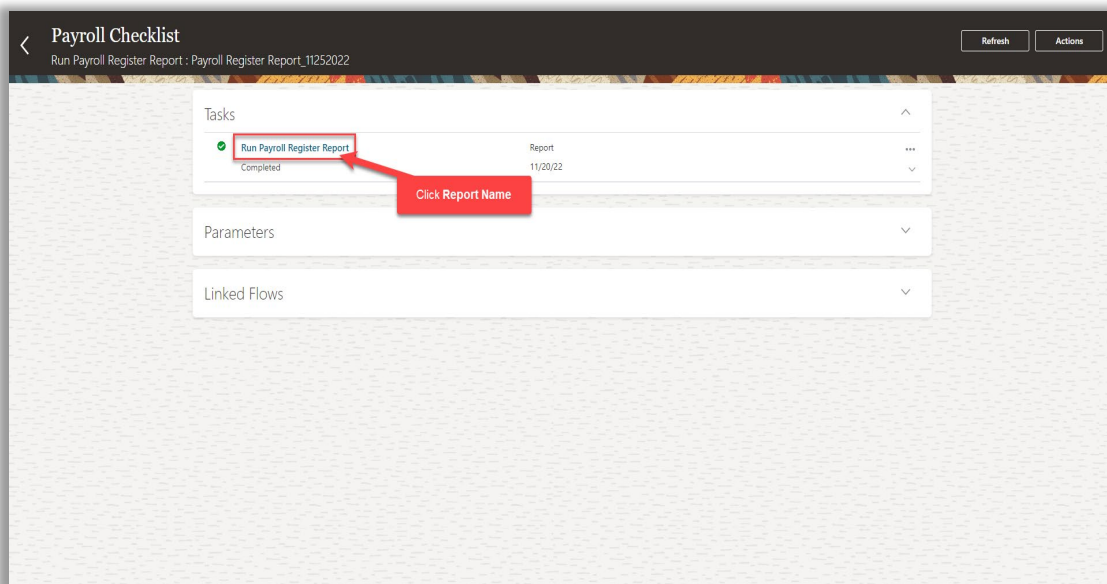 Payroll Checklist
Run Payroll Register Report : Payroll Register Report_11252022
Refresh
Actions
Tasks
Run Payroll Register Report
Report
Completed
11/20/22
Click Report Name
Parameters
Linked Flows